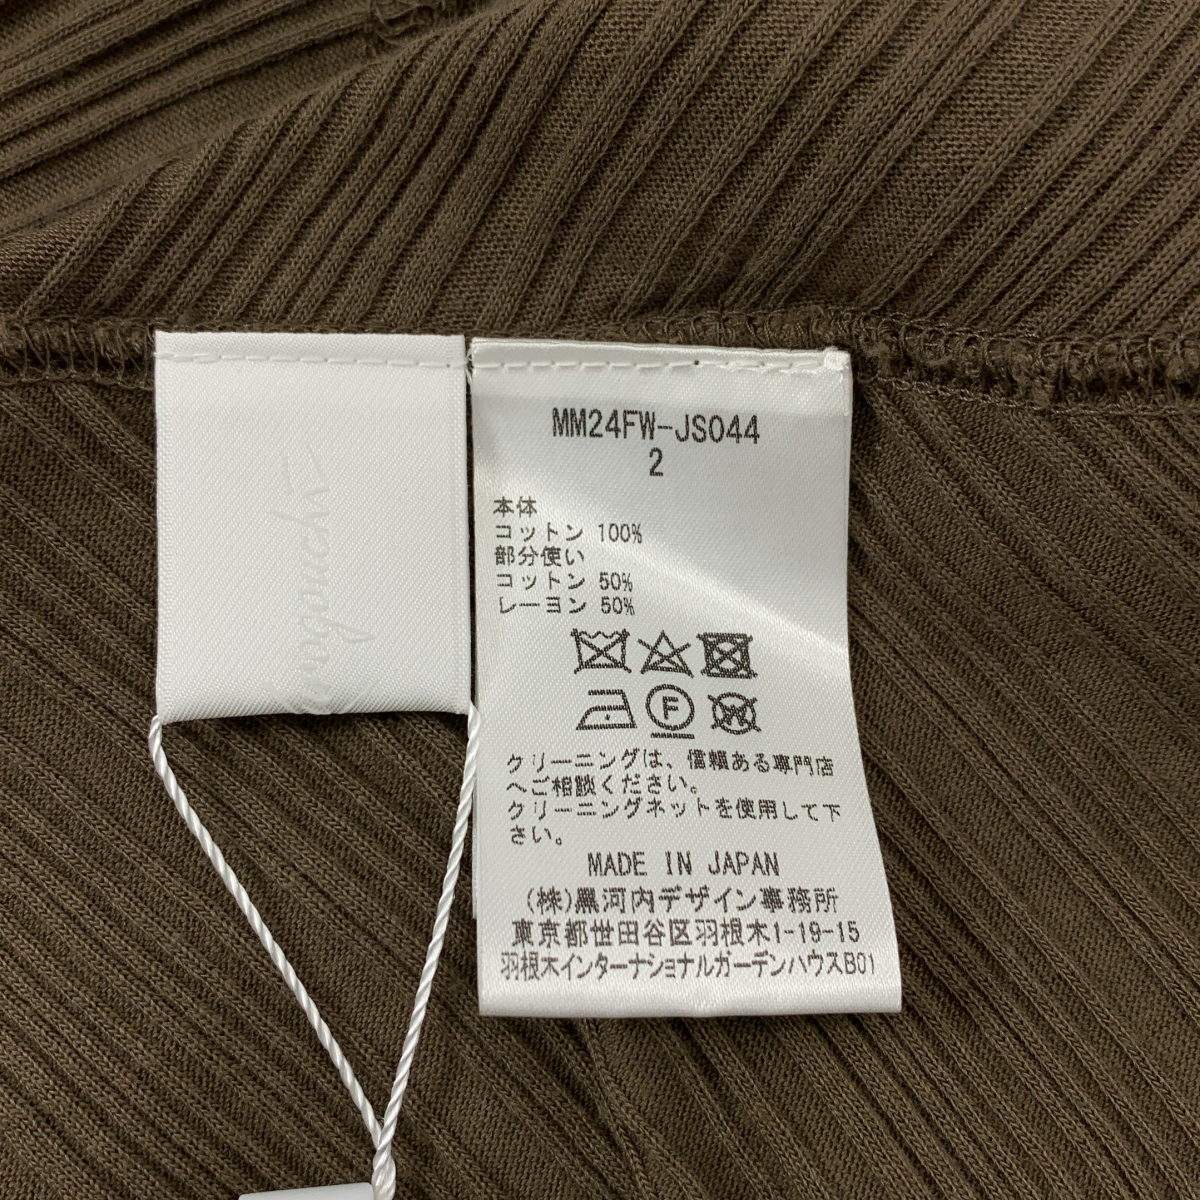 MM24FW-JS044
2
本体
コットン 100%
部分使い
コットン 50%
レーヨン 50%
F
W
クリーニングは、信頼ある専門店
へご相談ください。
クリーニングネットを使用して下
さい。
MADE IN JAPAN
(株)黒河内デザイン事務所
東京都世田谷区羽根木1-19-15
羽根木インターナショナルガーデンハウスB01